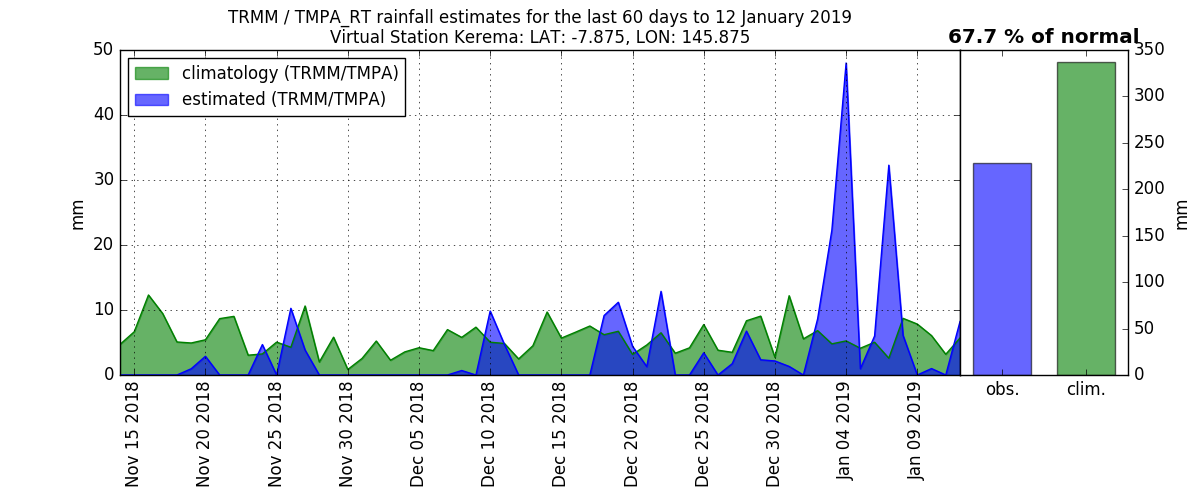 TRMM / TMPA_RT rainfall estimates for the last 60 days to 12 January 2019
Virtual Station Kerema: LAT: -7.875, LON: 145.875
67.7 % of normal
climatology (TRMM/TMPA)
estimated (TRMM/TMPA)
50
40
30
20
10
0
mm
Nov 15 2018
Nov 20 2018
Nov 25 2018
Nov 30 2018
Dec 05 2018
Dec 10 2018
Dec 15 2018
Dec 20 2018
Dec 25 2018
Dec 30 2018
Jan 04 2019
Jan 09 2019
obs.
clim.
350
300
250
200
150
100
50
0
mm